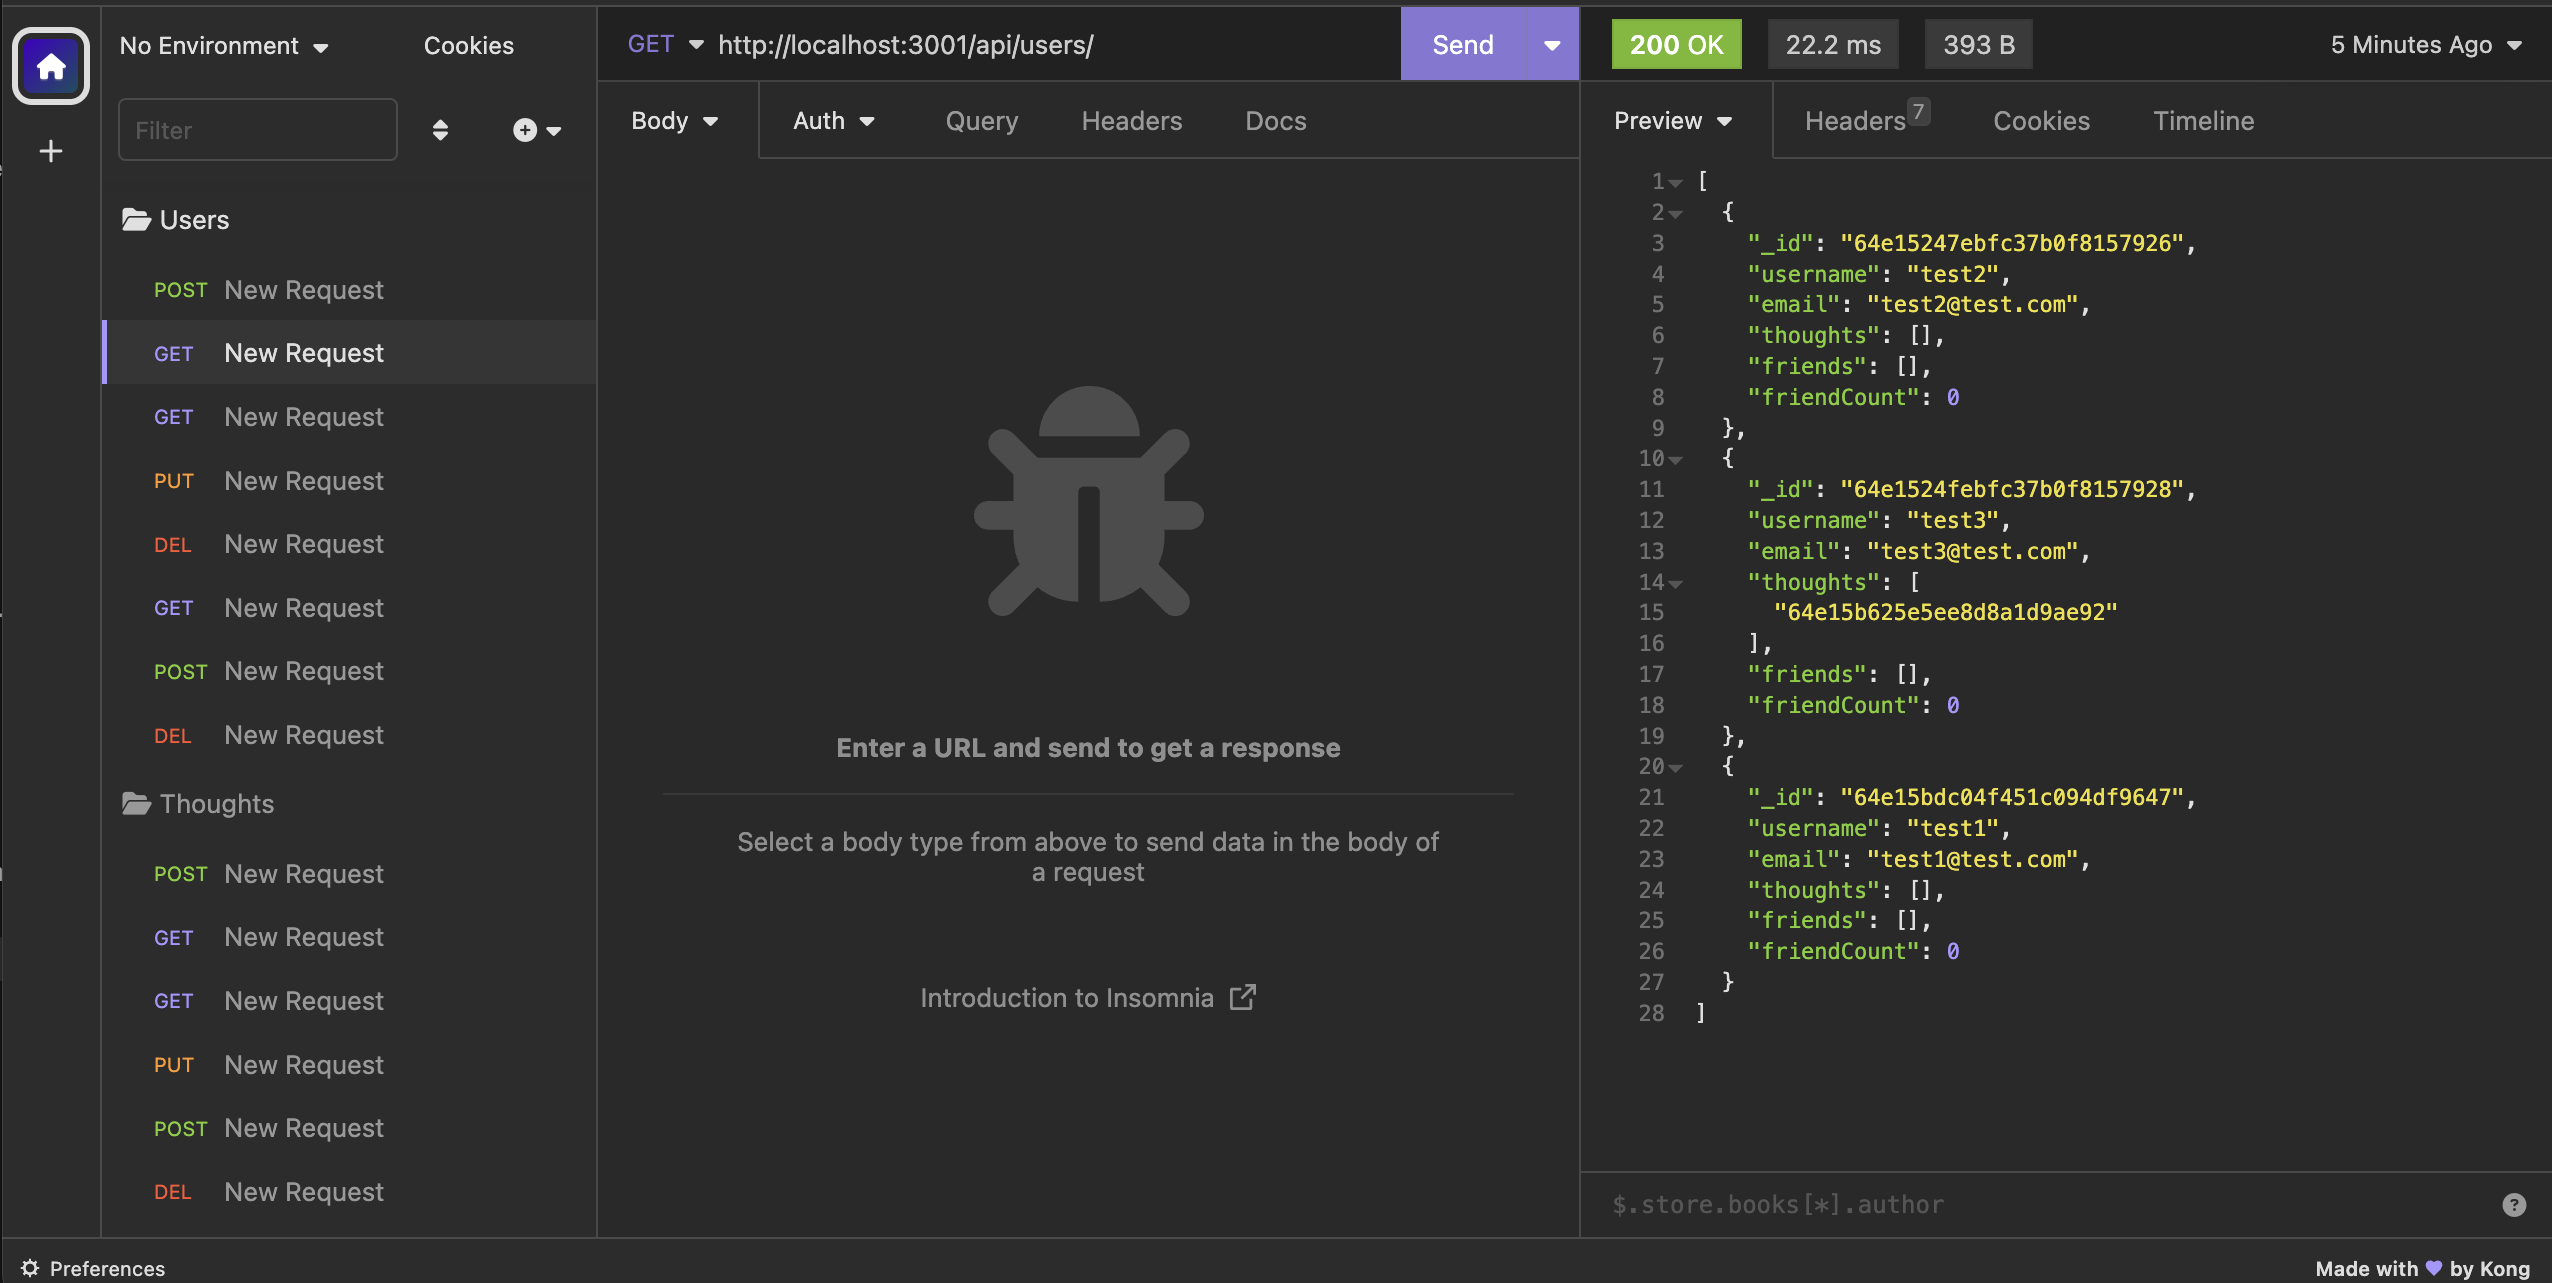 No Environment
Cookies
Filter
Users
POST New Request
GET New Request
GET New Request
PUT New Request
DEL New Request
GET New Request
POST New Request
DEL New Request
Thoughts
POST New Request
GET New Request
GET New Request
PUT New Request
POST New Request
DEL New Request
Preferences
GET http://localhost:3001/api/users/
Send
Body Auth Query Headers Docs
Enter a URL and send to get a response
Select a body type from above to send data in the body of
a request
Introduction to Insomnia
200 OK 22.2 ms 393 B 5 Minutes Ago
Preview Headers 7 Cookies Timeline
1 [
2 {
3 "_id": "64e15247ebfc37b0f8157926",
4 "username": "test2",
5 "email": "test2@test.com",
6 "thoughts": [],
7 "friends": [],
8 "friendCount": 0
9 },
10 {
11 "_id": "64e1524febfc37b0f8157928",
12 "username": "test3",
13 "email": "test3@test.com",
14 "thoughts": [
15 "64e15b625e5ee8d8a1d9ae92"
16 ],
17 "friends": [],
18 "friendCount": 0
19 },
20 {
21 "_id": "64e15bdc04f451c094df9647",
22 "username": "test1",
23 "email": "test1@test.com",
24 "thoughts": [],
25 "friends": [],
26 "friendCount": 0
27 }
28 ]
$.store.books[*].author
Made with 💜 by Kong